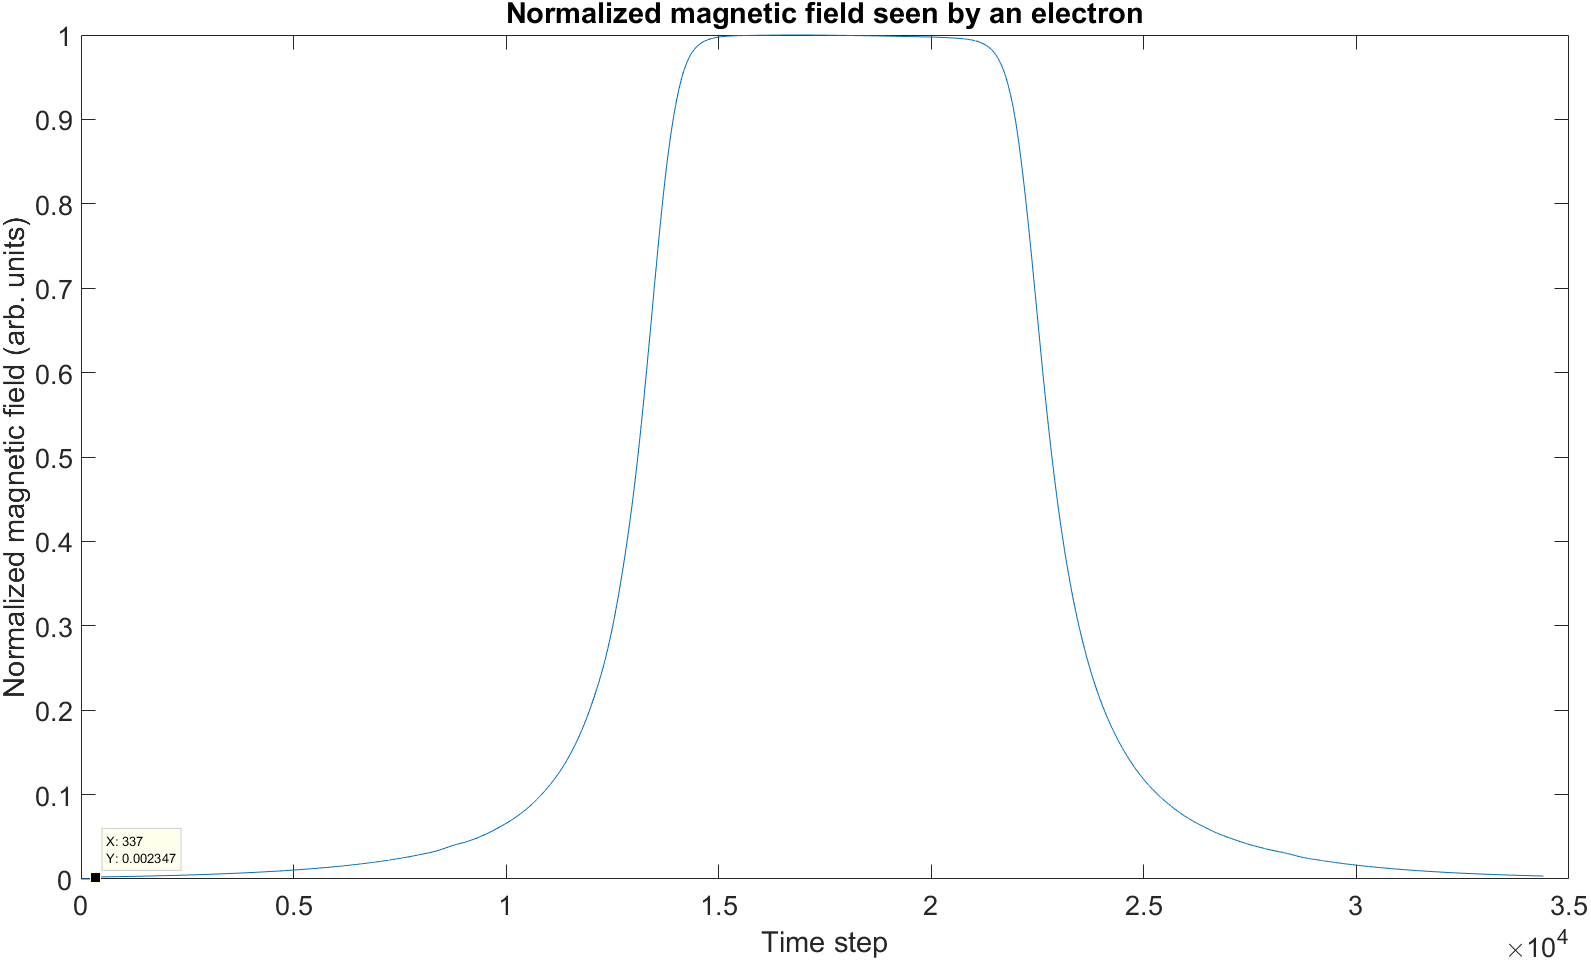 Normalized magnetic field seen by an electron
Normalized magnetic field (arb. units)
1
0.9
0.8
0.7
0.6
0.5
0.4
0.3
0.2
0.1
0
X: 337
Y: 0.002347
0 0.5 1 1.5 2 2.5 3 3.5
Time step
×10^4